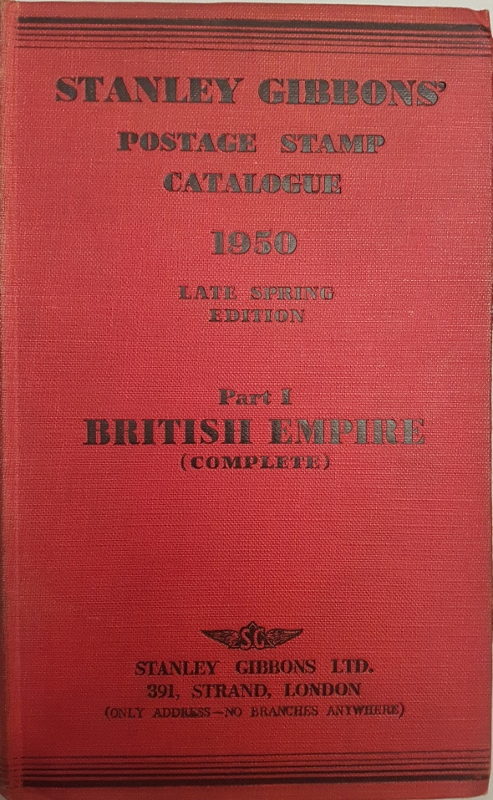 STANLEY GIBBONS'
POSTAGE STAMP
CATALOGUE
1950
LATE SPRING
EDITION
Part I
BRITISH EMPIRE
(COMPLETE)
SG
STANLEY GIBBONS LTD.
391, STRAND, LONDON
(ONLY ADDRESS—NO BRANCHES ANYWHERE)